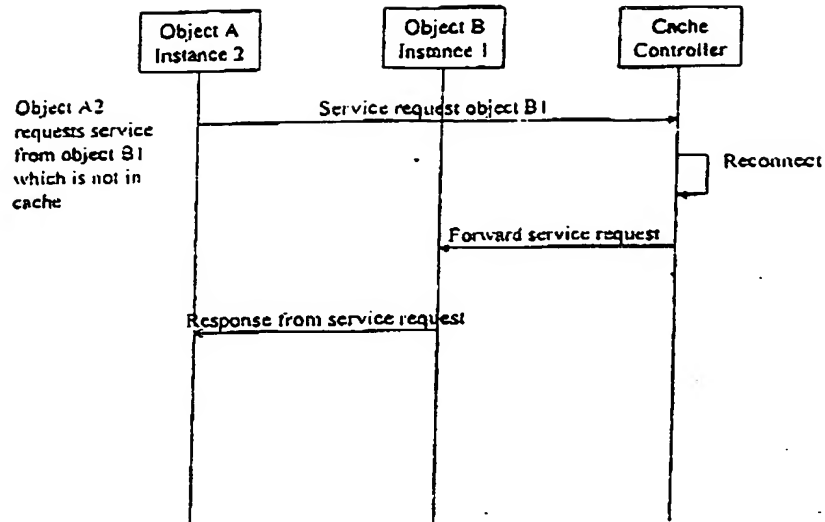 Object A
Instance 2
Object B
Instance 1
Cache
Controller
Object A2
requests service
from object B1
which is not in
cache
Service request object B1
Reconnect
Forward service request
Response from service request